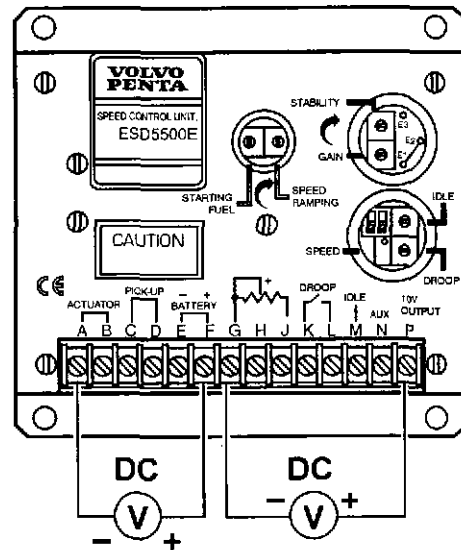 VOLVO
PENTA
SPEED CONTROL UNIT.
ESD5500E
CAUTION
STARTING
FUEL
SPEED
RAMPING
STABILITY
GAIN
E3
E2
E1
SPEED
IDLE
DROOP
CE
ACTUATOR
PICK-UP
- +
BATTERY
+
DROOP
IDLE
AUX
10V
OUTPUT
A B C D E F G H J K L M N P
DC
V
- +
DC
V
- +